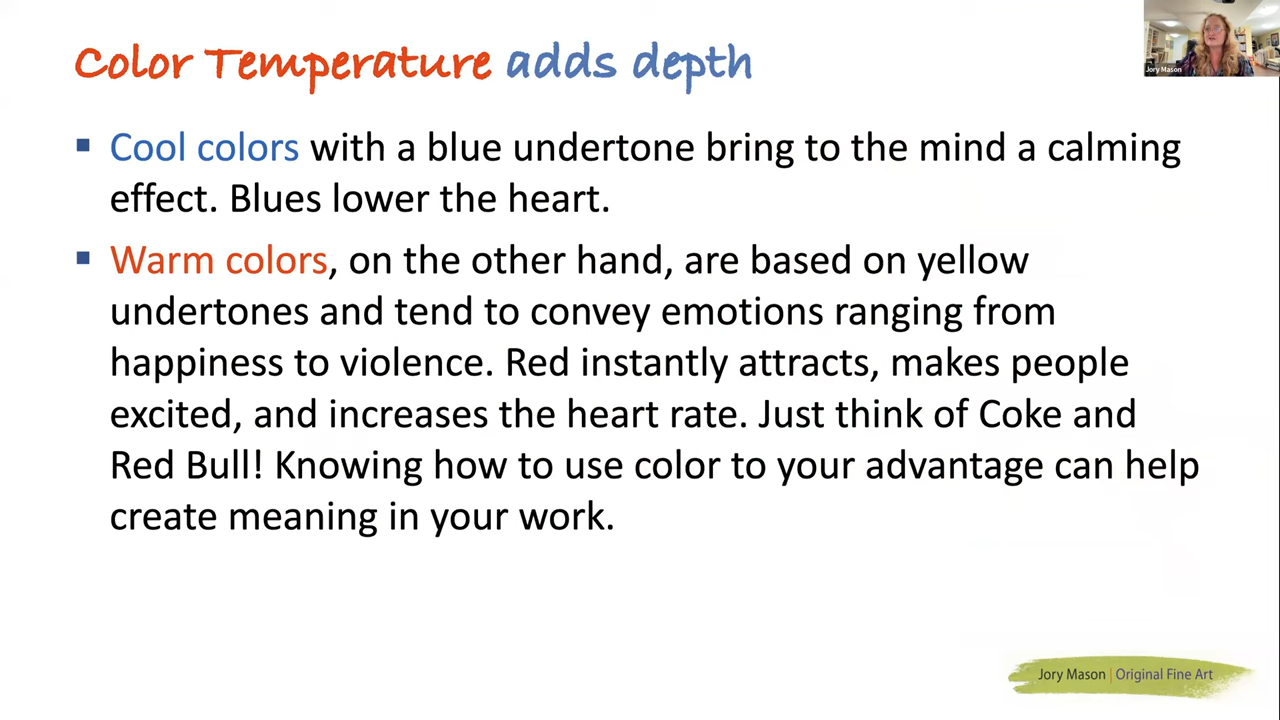 Color Temperature adds depth
Jory Mason
▪ Cool colors with a blue undertone bring to the mind a calming
effect. Blues lower the heart.
▪ Warm colors, on the other hand, are based on yellow
undertones and tend to convey emotions ranging from
happiness to violence. Red instantly attracts, makes people
excited, and increases the heart rate. Just think of Coke and
Red Bull! Knowing how to use color to your advantage can help
create meaning in your work.
Jory Mason | Original Fine Art